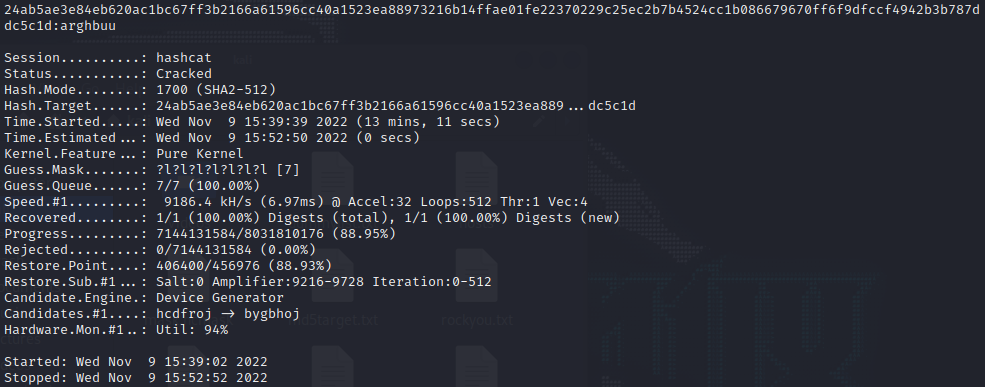 24ab5ae3e84eb620ac1bc67ff3b2166a61596cc40a1523ea88973216b14ffae01fe22370229c25ec2b7b4524cc1b086679670ff6f9dfccf4942b3b787d
dc5c1d:arghbuu
Session..........: hashcat
Status...........: Cracked
Hash.Mode........: 1700 (SHA2-512)
Hash.Target......: 24ab5ae3e84eb620ac1bc67ff3b2166a61596cc40a1523ea889...dc5c1d
Time.Started.....: Wed Nov  9 15:39:39 2022 (13 mins, 11 secs)
Time.Estimated...: Wed Nov  9 15:52:50 2022 (0 secs)
Kernel.Feature...: Pure Kernel
Guess.Mask.......: ?l?l?l?l?l?l?l [7]
Guess.Queue......: 7/7 (100.00%)
Speed.#1.........:  9186.4 kH/s (6.97ms) @ Accel:32 Loops:512 Thr:1 Vec:4
Recovered........: 1/1 (100.00%) Digests (total), 1/1 (100.00%) Digests (new)
Progress.........: 7144131584/8031810176 (88.95%)
Rejected.........: 0/7144131584 (0.00%)
Restore.Point....: 406400/456976 (88.93%)
Restore.Sub.#1...: Salt:0 Amplifier:9216-9728 Iteration:0-512
Candidate.Engine.: Device Generator
Candidates.#1....: hcdfroj -> bygbhoj
Hardware.Mon.#1..: Util: 94%
rockyou.txt
Started: Wed Nov  9 15:39:02 2022
Stopped: Wed Nov  9 15:52:52 2022